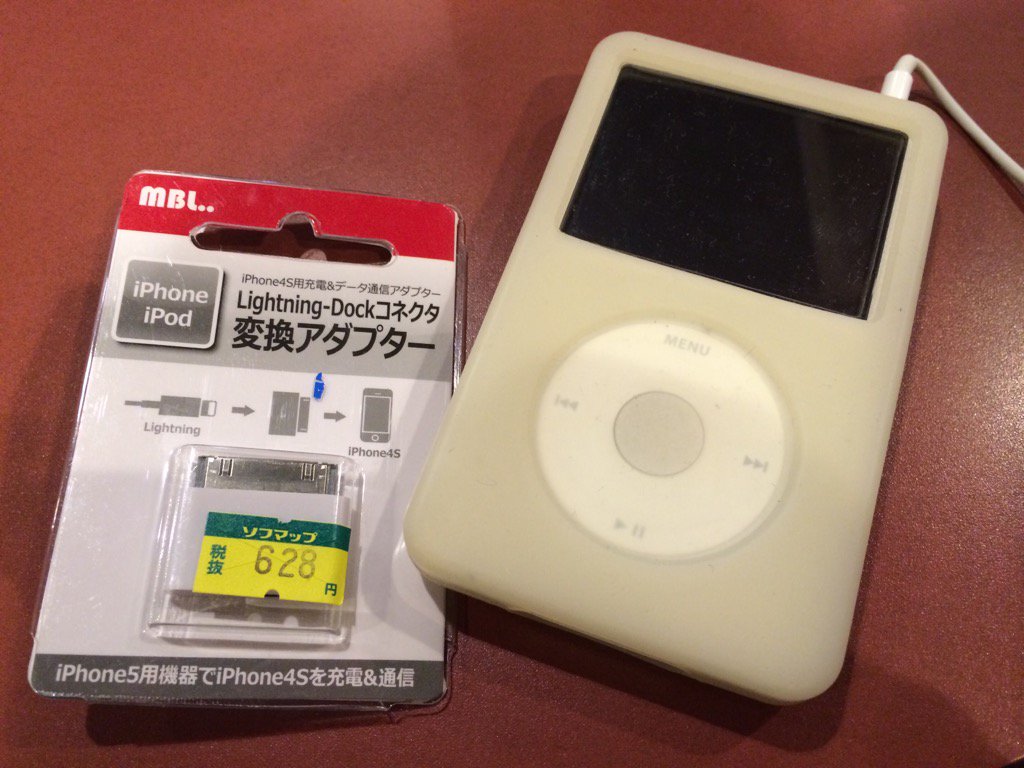 MBL..
iPhone
iPod
iPhone4S用充電&データ通信アダプター
Lightning-Dockコネクタ
変換アダプター
Lightning
iPhone4S
ソフマップ
税抜
628
円
iPhone5用機器でiPhone4Sを充電&通信
MENU